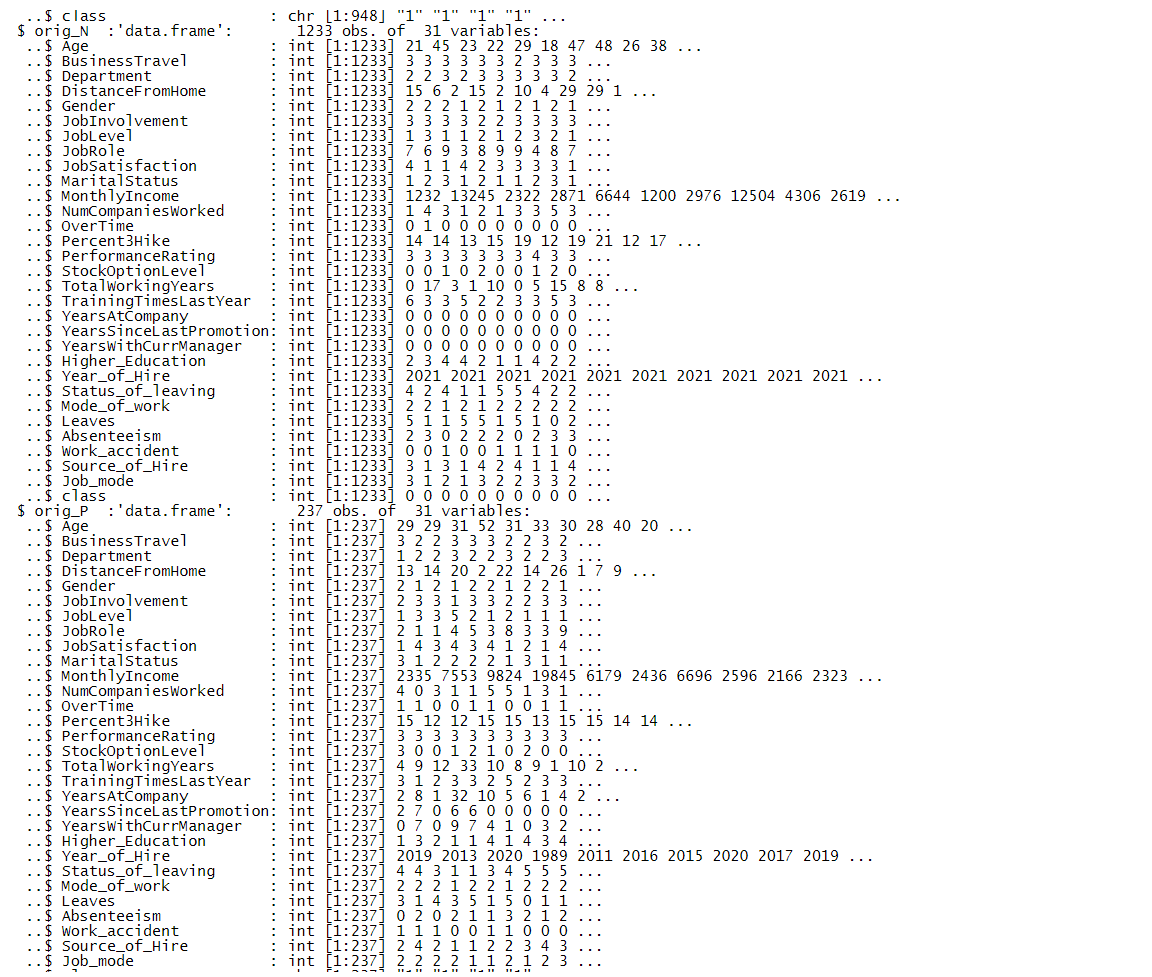 ..$ class                   : chr [1:948] "1" "1" "1" "1" ...
 $ orig_N  :'data.frame':	1233 obs. of  31 variables:
  ..$ Age                     : int [1:1233] 21 45 23 22 29 18 47 48 26 38 ...
  ..$ BusinessTravel          : int [1:1233] 3 3 3 3 3 3 2 3 3 3 ...
  ..$ Department              : int [1:1233] 2 2 3 2 3 3 3 3 3 2 ...
  ..$ DistanceFromHome        : int [1:1233] 15 6 2 15 2 10 4 29 29 1 ...
  ..$ Gender                  : int [1:1233] 2 2 2 1 2 1 2 1 2 1 ...
  ..$ JobInvolvement          : int [1:1233] 3 3 3 3 2 2 3 3 3 3 ...
  ..$ JobLevel                : int [1:1233] 1 3 1 1 2 1 2 3 2 1 ...
  ..$ JobRole                 : int [1:1233] 7 6 9 3 8 9 9 4 8 7 ...
  ..$ JobSatisfaction         : int [1:1233] 4 1 1 4 2 3 3 3 3 1 ...
  ..$ MaritalStatus           : int [1:1233] 1 2 3 1 2 1 1 2 3 1 ...
  ..$ MonthlyIncome           : int [1:1233] 1232 13245 2322 2871 6644 1200 2976 12504 4306 2619 ...
  ..$ NumCompaniesWorked      : int [1:1233] 1 4 3 1 2 1 3 3 5 3 ...
  ..$ OverTime                : int [1:1233] 0 1 0 0 0 0 0 0 0 0 ...
  ..$ Percent3Hike            : int [1:1233] 14 14 13 15 19 12 19 21 12 17 ...
  ..$ PerformanceRating       : int [1:1233] 3 3 3 3 3 3 3 4 3 3 ...
  ..$ StockOptionLevel        : int [1:1233] 0 0 1 0 2 0 0 1 2 0 ...
  ..$ TotalWorkingYears       : int [1:1233] 0 17 3 1 10 0 5 15 8 8 ...
  ..$ TrainingTimesLastYear   : int [1:1233] 6 3 3 5 2 2 3 3 5 3 ...
  ..$ YearsAtCompany          : int [1:1233] 0 0 0 0 0 0 0 0 0 0 ...
  ..$ YearsSinceLastPromotion: int [1:1233] 0 0 0 0 0 0 0 0 0 0 ...
  ..$ YearsWithCurrManager    : int [1:1233] 0 0 0 0 0 0 0 0 0 0 ...
  ..$ Higher_Education        : int [1:1233] 2 3 4 4 2 1 1 4 2 2 ...
  ..$ Year_of_Hire            : int [1:1233] 2021 2021 2021 2021 2021 2021 2021 2021 2021 2021 ...
  ..$ Status_of_leaving       : int [1:1233] 4 2 4 1 1 5 5 4 2 2 ...
  ..$ Mode_of_work            : int [1:1233] 2 2 1 2 1 2 2 2 2 2 ...
  ..$ Leaves                  : int [1:1233] 5 1 1 5 5 1 5 1 0 2 ...
  ..$ Absenteeism             : int [1:1233] 2 3 0 2 2 2 0 2 3 3 ...
  ..$ Work_accident           : int [1:1233] 0 0 1 0 0 1 1 1 1 0 ...
  ..$ Source_of_Hire          : int [1:1233] 3 1 3 1 4 2 4 1 1 4 ...
  ..$ Job_mode                : int [1:1233] 3 1 2 1 3 2 2 3 3 2 ...
  ..$ class                   : int [1:1233] 0 0 0 0 0 0 0 0 0 0 ...
 $ orig_P  :'data.frame':	237 obs. of  31 variables:
  ..$ Age                     : int [1:237] 29 29 31 52 31 33 30 28 40 20 ...
  ..$ BusinessTravel          : int [1:237] 3 2 2 3 3 3 2 2 3 2 ...
  ..$ Department              : int [1:237] 1 2 2 3 2 2 3 2 2 3 ...
  ..$ DistanceFromHome        : int [1:237] 13 14 20 2 22 14 26 1 7 9 ...
  ..$ Gender                  : int [1:237] 2 1 2 1 2 2 1 2 2 1 ...
  ..$ JobInvolvement          : int [1:237] 2 3 3 1 3 3 2 2 3 3 ...
  ..$ JobLevel                : int [1:237] 1 3 3 5 2 1 2 1 1 1 ...
  ..$ JobRole                 : int [1:237] 2 1 1 4 5 3 8 3 3 9 ...
  ..$ JobSatisfaction         : int [1:237] 1 4 3 4 3 4 1 2 1 4 ...
  ..$ MaritalStatus           : int [1:237] 3 1 2 2 2 2 1 3 1 1 ...
  ..$ MonthlyIncome           : int [1:237] 2335 7553 9824 19845 6179 2436 6696 2596 2166 2323 ...
  ..$ NumCompaniesWorked      : int [1:237] 4 0 3 1 1 5 5 1 3 1 ...
  ..$ OverTime                : int [1:237] 1 1 0 0 1 1 0 0 1 1 ...
  ..$ Percent3Hike            : int [1:237] 15 12 12 15 15 13 15 15 14 14 ...
  ..$ PerformanceRating       : int [1:237] 3 3 3 3 3 3 3 3 3 3 ...
  ..$ StockOptionLevel        : int [1:237] 3 0 0 1 2 1 0 2 0 0 ...
  ..$ TotalWorkingYears       : int [1:237] 4 9 12 33 10 8 9 1 10 2 ...
  ..$ TrainingTimesLastYear   : int [1:237] 3 1 2 3 3 2 5 2 3 3 ...
  ..$ YearsAtCompany          : int [1:237] 2 8 1 32 10 5 6 1 4 2 ...
  ..$ YearsSinceLastPromotion: int [1:237] 2 7 0 6 6 0 0 0 0 0 ...
  ..$ YearsWithCurrManager    : int [1:237] 0 7 0 9 7 4 1 0 3 2 ...
  ..$ Higher_Education        : int [1:237] 1 3 2 1 1 4 1 4 3 4 ...
  ..$ Year_of_Hire            : int [1:237] 2019 2013 2020 1989 2011 2016 2015 2020 2017 2019 ...
  ..$ Status_of_leaving       : int [1:237] 4 4 3 1 1 3 4 5 5 5 ...
  ..$ Mode_of_work            : int [1:237] 2 2 2 1 2 2 1 2 2 2 ...
  ..$ Leaves                  : int [1:237] 3 1 4 3 5 1 5 0 1 1 ...
  ..$ Absenteeism             : int [1:237] 0 2 0 2 1 1 3 2 1 2 ...
  ..$ Work_accident           : int [1:237] 1 1 1 0 0 1 1 0 0 0 ...
  ..$ Source_of_Hire          : int [1:237] 2 4 2 1 1 2 2 3 4 3 ...
  ..$ Job_mode                : int [1:237] 2 2 2 2 1 1 2 1 2 3 ...